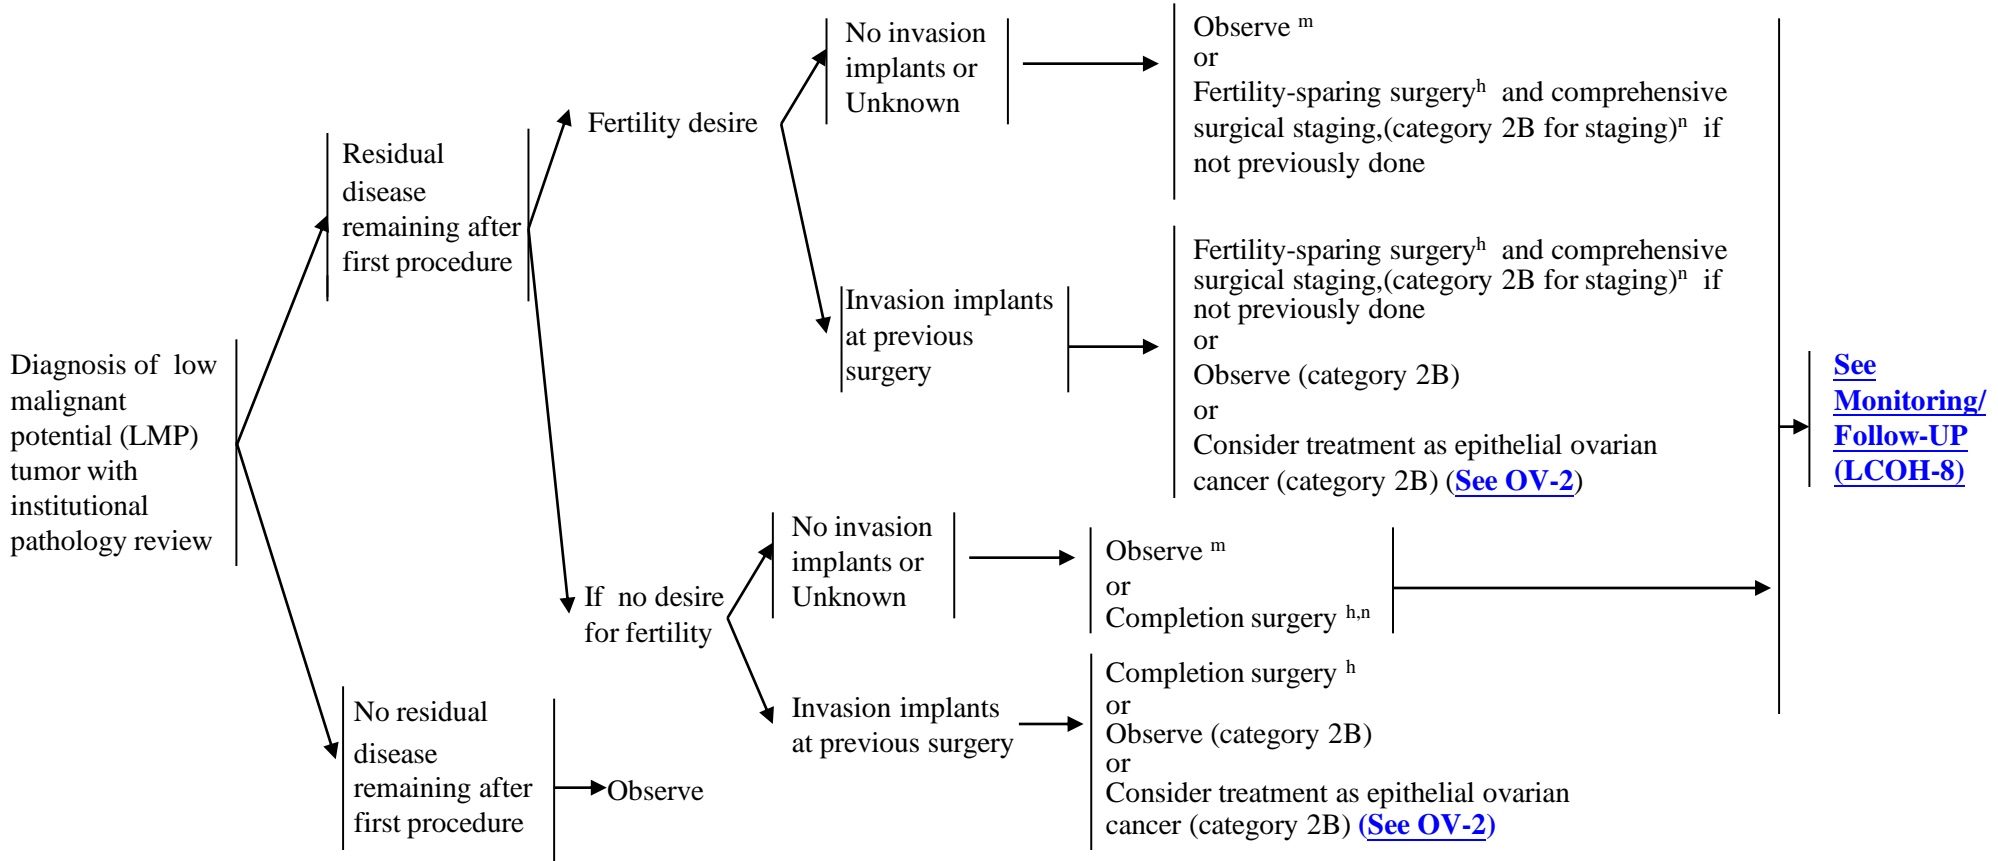 Diagnosis of low
malignant
potential (LMP)
tumor with
institutional
pathology review
Residual
disease
remaining after
first procedure
Fertility desire
No invasion
implants or
Unknown
Observe m
or
Fertility-sparing surgeryh and comprehensive
surgical staging,(category 2B for staging)n if
not previously done
Invasion implants
at previous
surgery
Fertility-sparing surgeryh and comprehensive
surgical staging,(category 2B for staging)n if
not previously done
or
Observe (category 2B)
or
Consider treatment as epithelial ovarian
cancer (category 2B) (See OV-2)
If no desire
for fertility
No invasion
implants or
Unknown
Observe m
or
Completion surgery h,n
Invasion implants
at previous surgery
Completion surgery h
or
Observe (category 2B)
or
Consider treatment as epithelial ovarian
cancer (category 2B) (See OV-2)
No residual
disease
remaining after
first procedure
Observe
See
Monitoring/
Follow-UP
(LCOH-8)